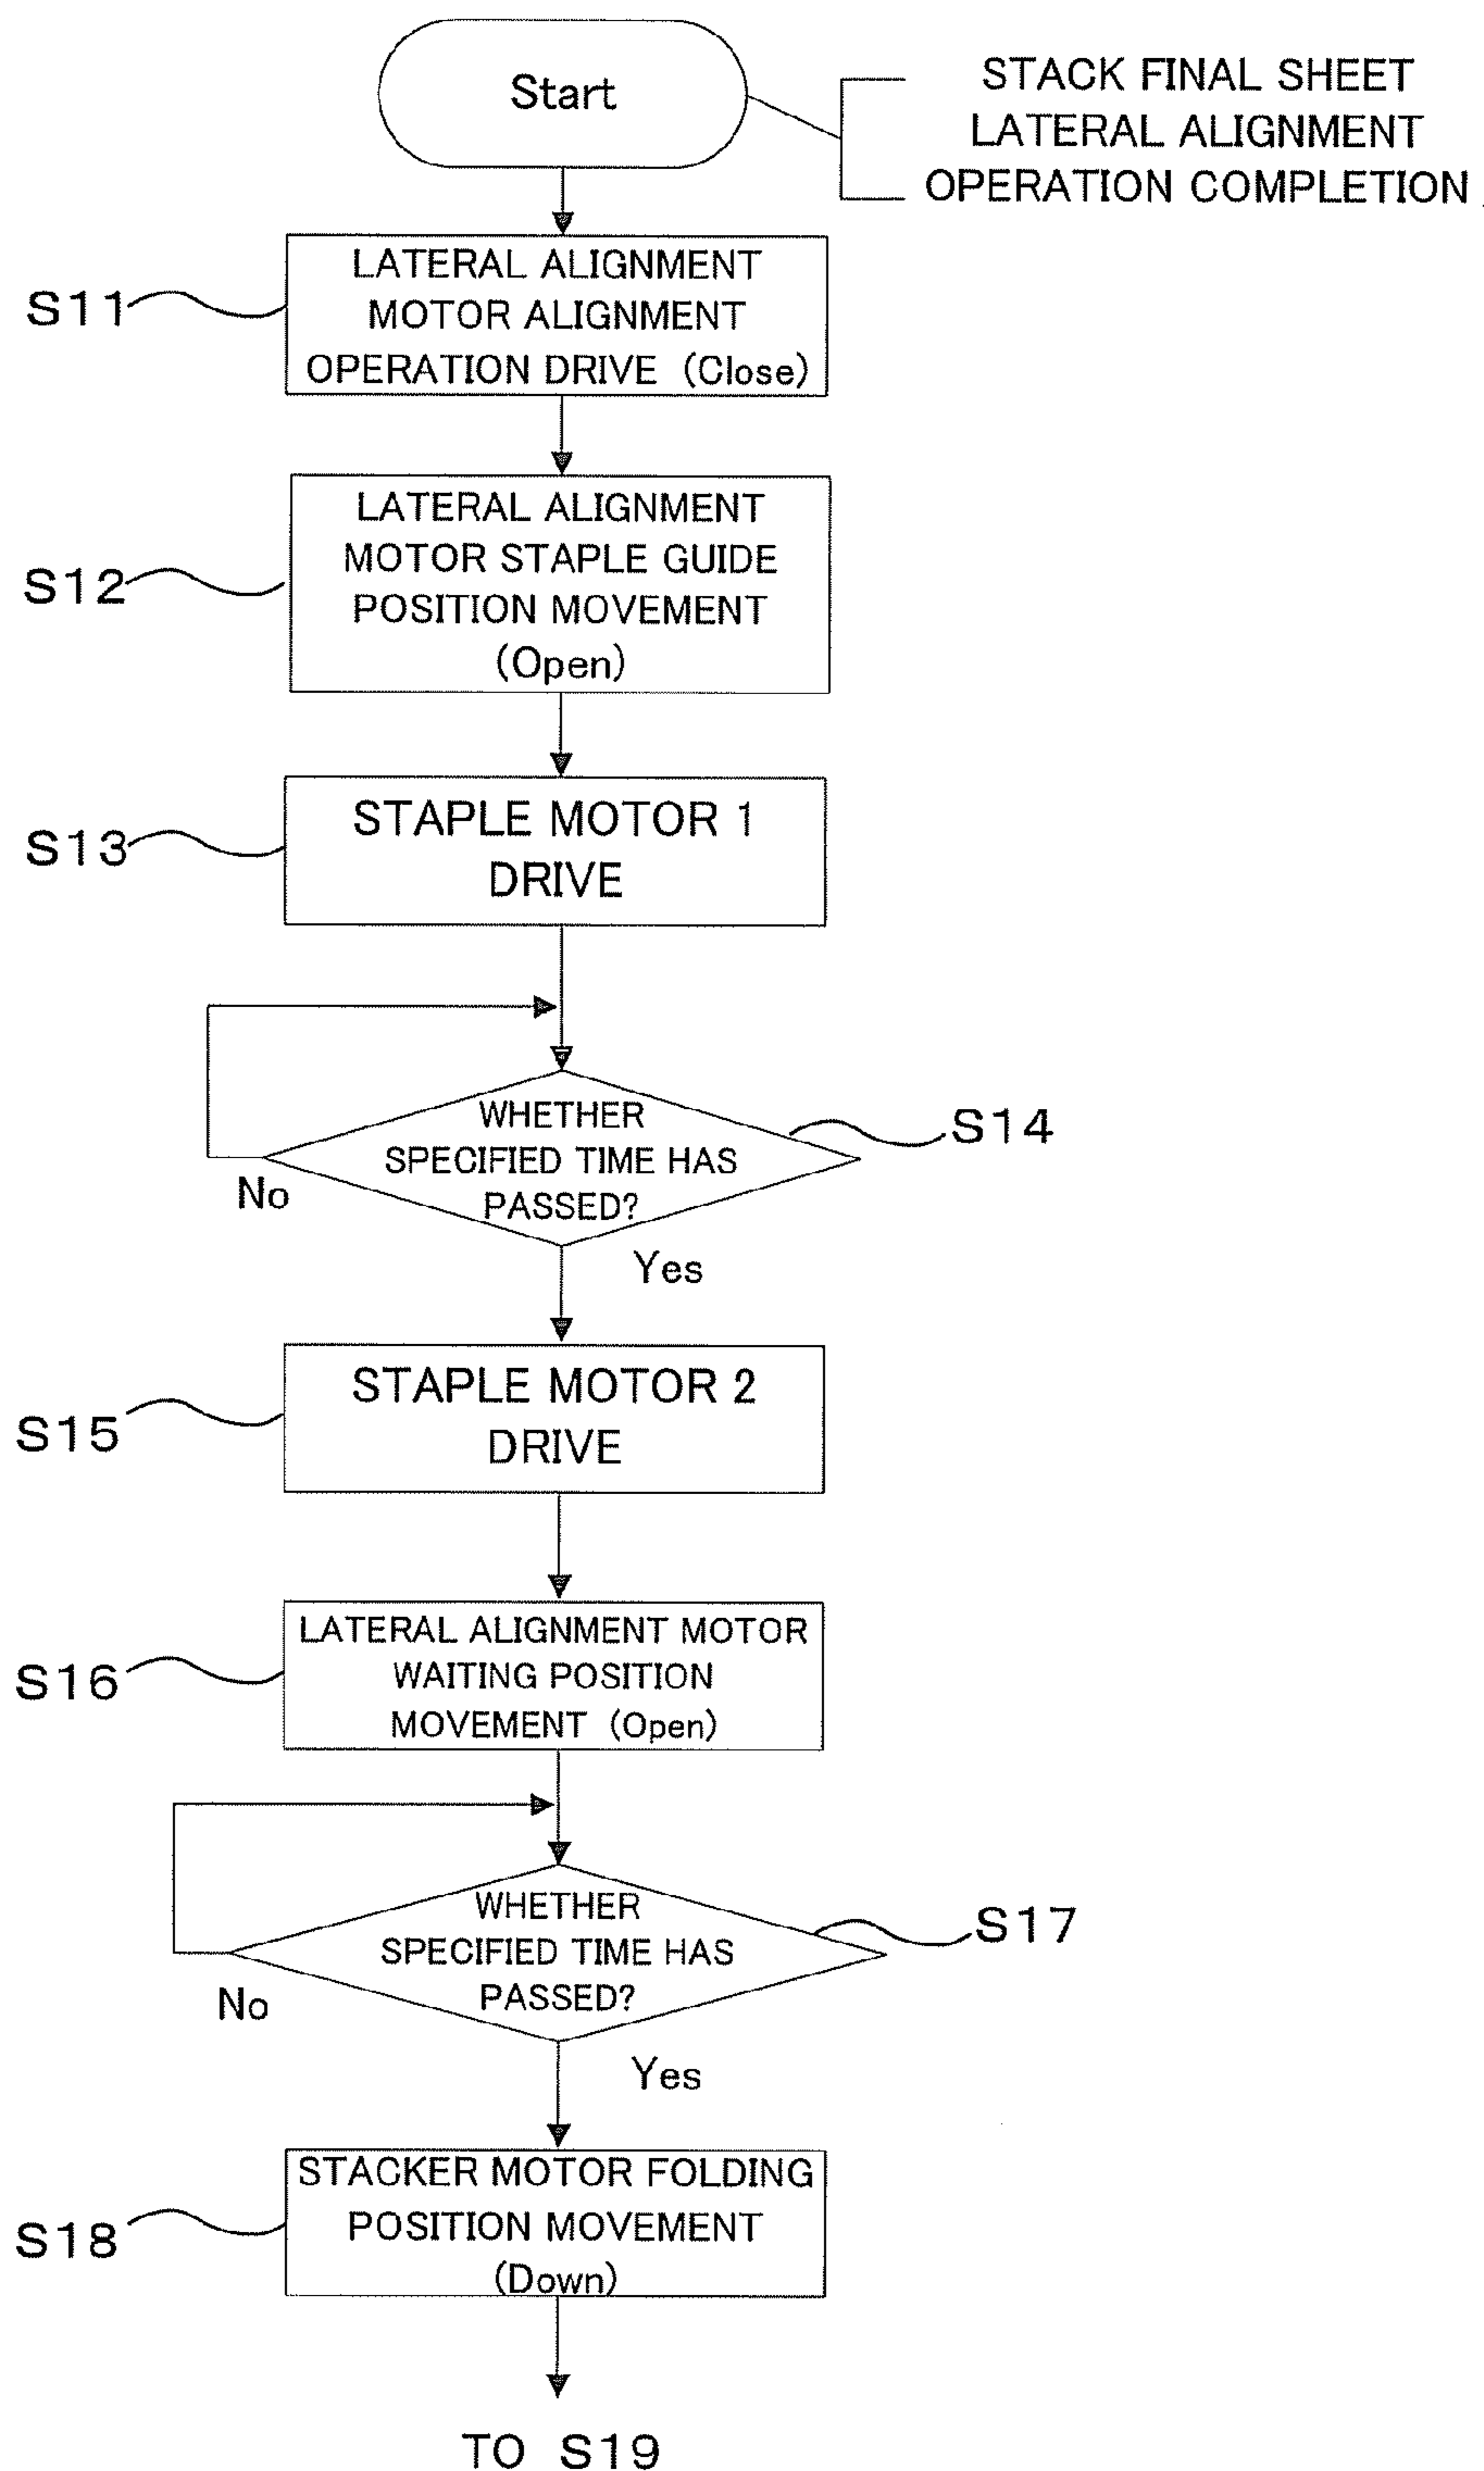 Start
STACK FINAL SHEET
LATERAL ALIGNMENT
OPERATION COMPLETION
S11
LATERAL ALIGNMENT
MOTOR ALIGNMENT
OPERATION DRIVE (Close)
S12
LATERAL ALIGNMENT
MOTOR STAPLE GUIDE
POSITION MOVEMENT
(Open)
S13
STAPLE MOTOR 1
DRIVE
S14
WHETHER
SPECIFIED TIME HAS
PASSED?
No
Yes
S15
STAPLE MOTOR 2
DRIVE
S16
LATERAL ALIGNMENT MOTOR
WAITING POSITION
MOVEMENT (Open)
S17
WHETHER
SPECIFIED TIME HAS
PASSED?
No
Yes
S18
STACKER MOTOR FOLDING
POSITION MOVEMENT
(Down)
TO S19